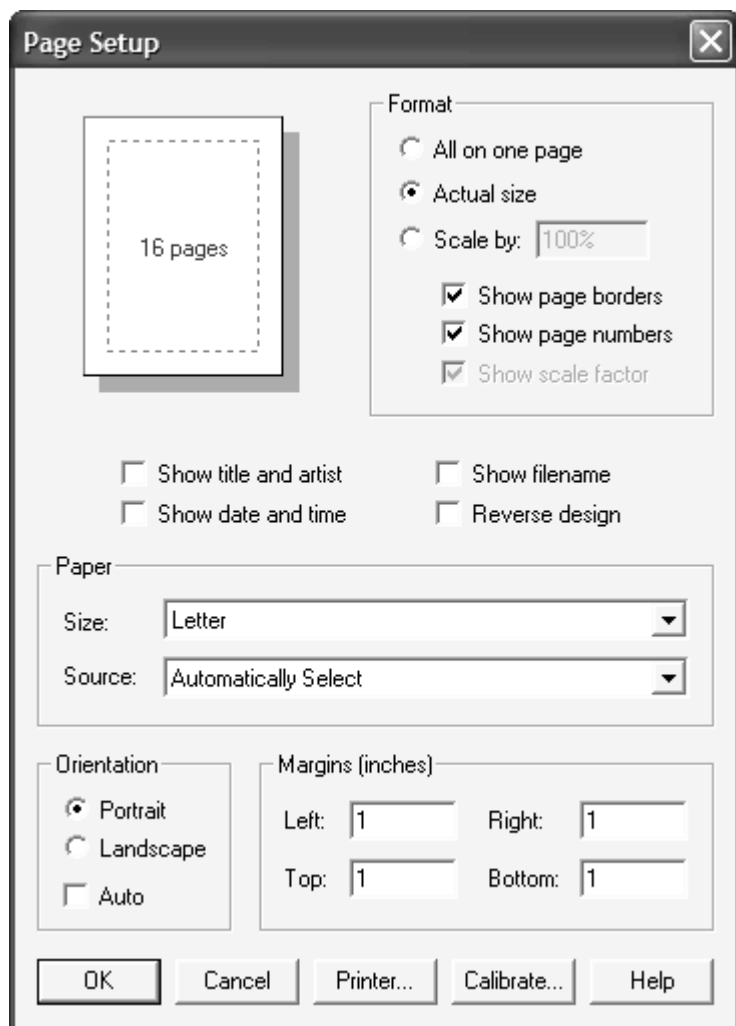 Page Setup
16 pages
Format
All on one page
Actual size
Scale by: 100%
Show page borders
Show page numbers
Show scale factor
Show title and artist
Show filename
Show date and time
Reverse design
Paper
Size: Letter
Source: Automatically Select
Orientation
Portrait
Landscape
Auto
Margins (inches)
Left: 1 Right: 1
Top: 1 Bottom: 1
OK Cancel Printer... Calibrate... Help